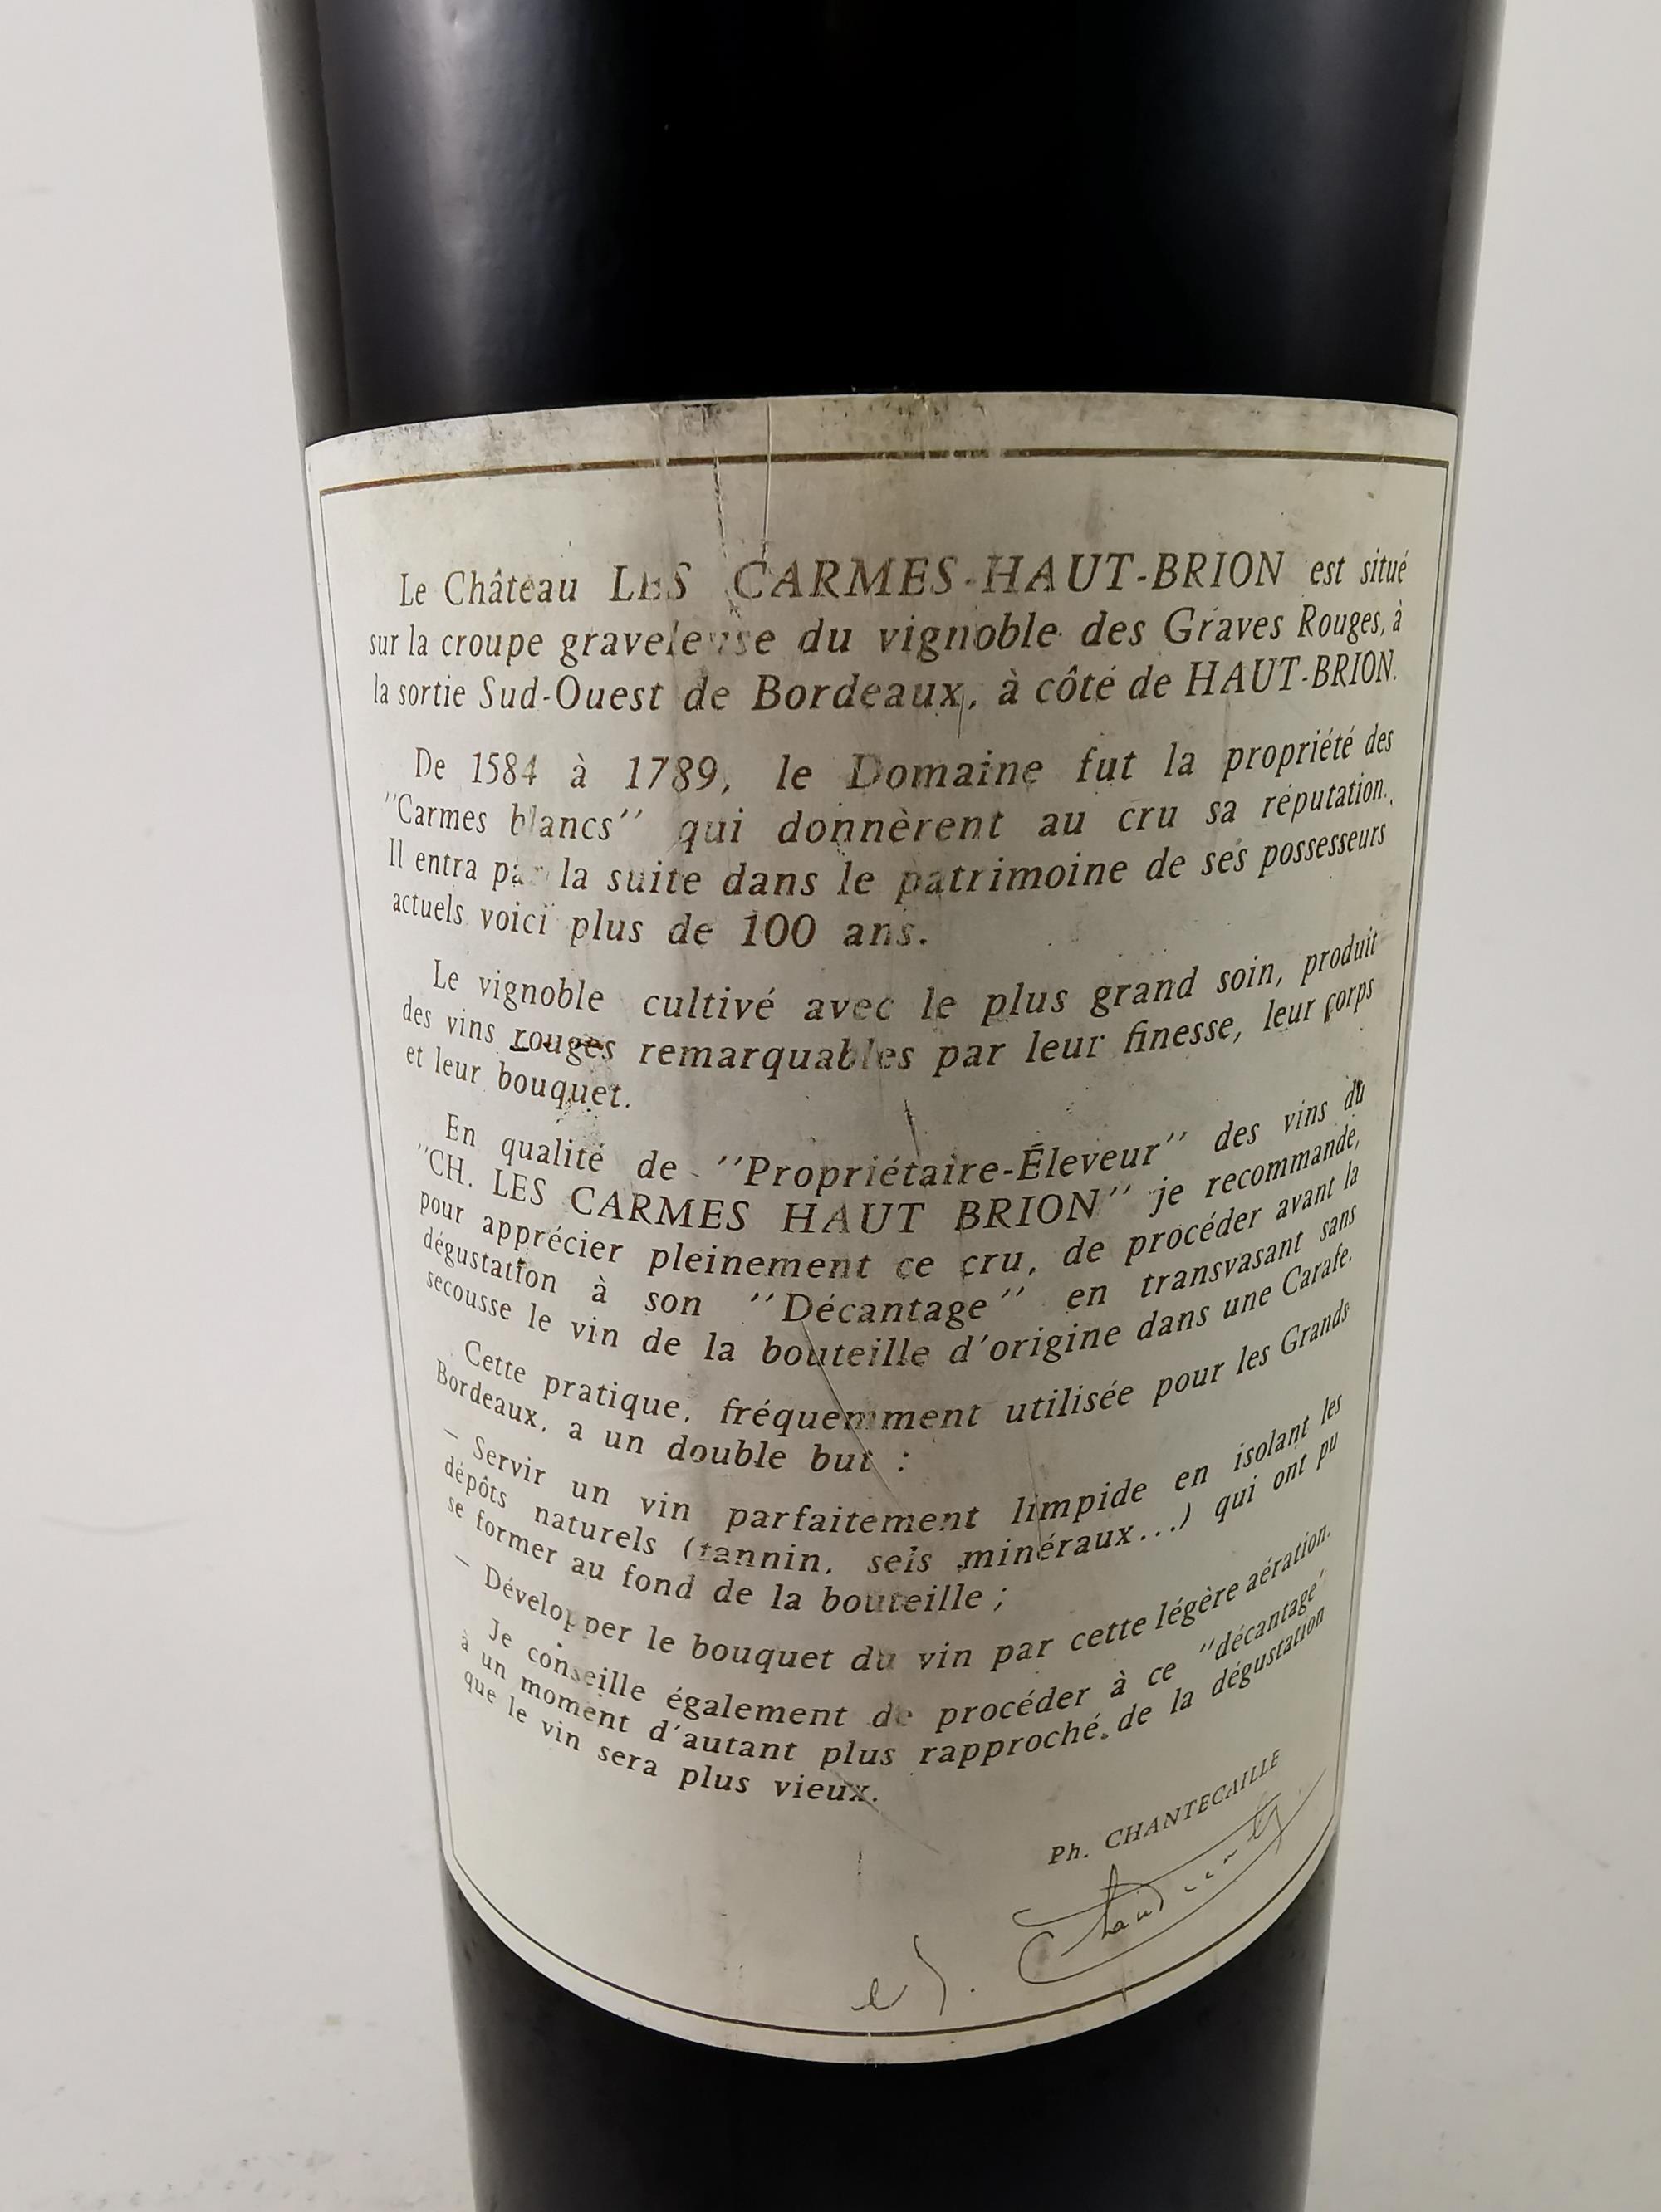 Le Château LES CARMES-HAUT-BRION est situé
sur la croupe graveleuse du vignoble des Graves Rouges, à
la sortie Sud-Ouest de Bordeaux, à côté de HAUT-BRION.
De 1584 à 1789, le Domaine fut la propriété des
"Carmes blancs" qui donnèrent au cru sa réputation.
Il entra par la suite dans le patrimoine de ses possesseurs
actuels voici plus de 100 ans.
Le vignoble cultivé avec le plus grand soin, produit
des vins rouges remarquables par leur finesse, leur corps
et leur bouquet.
En qualité de "Propriétaire-Éleveur" des vins du
"CH. LES CARMES HAUT BRION" je recommande,
pour apprécier pleinement ce cru, de procéder avant la
dégustation à son "Décantage" en transvasant sans
secousse le vin de la bouteille d'origine dans une Carafe.
Cette pratique, fréquemment utilisée pour les Grands
Bordeaux, a un double but :
– Servir un vin parfaitement limpide en isolant les
dépôts naturels (tannin, sels minéraux...) qui ont pu
se former au fond de la bouteille ;
– Développer le bouquet du vin par cette légère aération.
Je conseille également de procéder à ce "décantage"
à un moment d'autant plus rapproché de la dégustation
que le vin sera plus vieux.
Ph. CHANTECAILLE